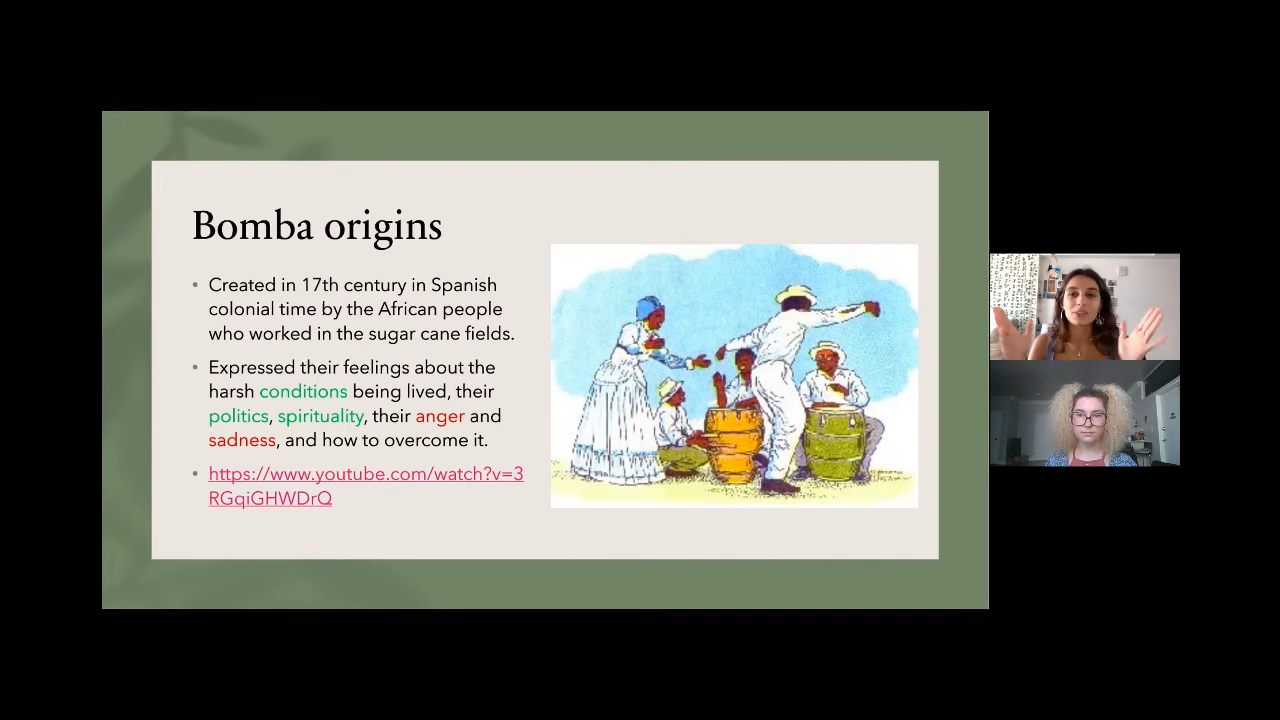 Bomba origins
• Created in 17th century in Spanish
colonial time by the African people
who worked in the sugar cane fields.
• Expressed their feelings about the
harsh conditions being lived, their
politics, spirituality, their anger and
sadness, and how to overcome it.
• https://www.youtube.com/watch?v=3
RGqiGHWDrQ